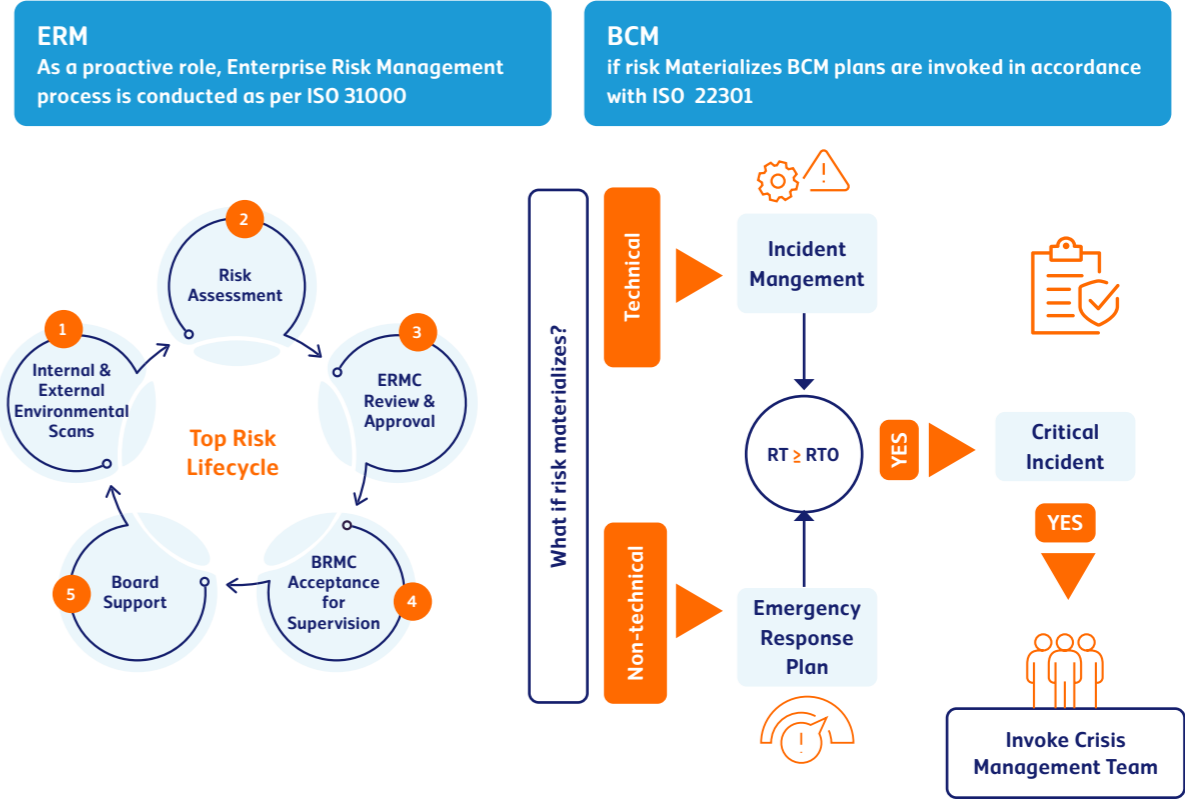 ERM
As a proactive role, Enterprise Risk Management
process is conducted as per ISO 31000
BCM
if risk Materializes BCM plans are invoked in accordance
with ISO 22301
1
Internal &
External
Environmental
Scans
2
Risk
Assessment
3
ERMC
Review &
Approval
4
BRMC
Acceptance
for
Supervision
5
Board
Support
Top Risk
Lifecycle
What if risk materializes?
Technical
Incident
Mangement
Non-technical
Emergency
Response
Plan
RT ≥ RTO
YES
Critical
Incident
YES
Invoke Crisis
Management Team